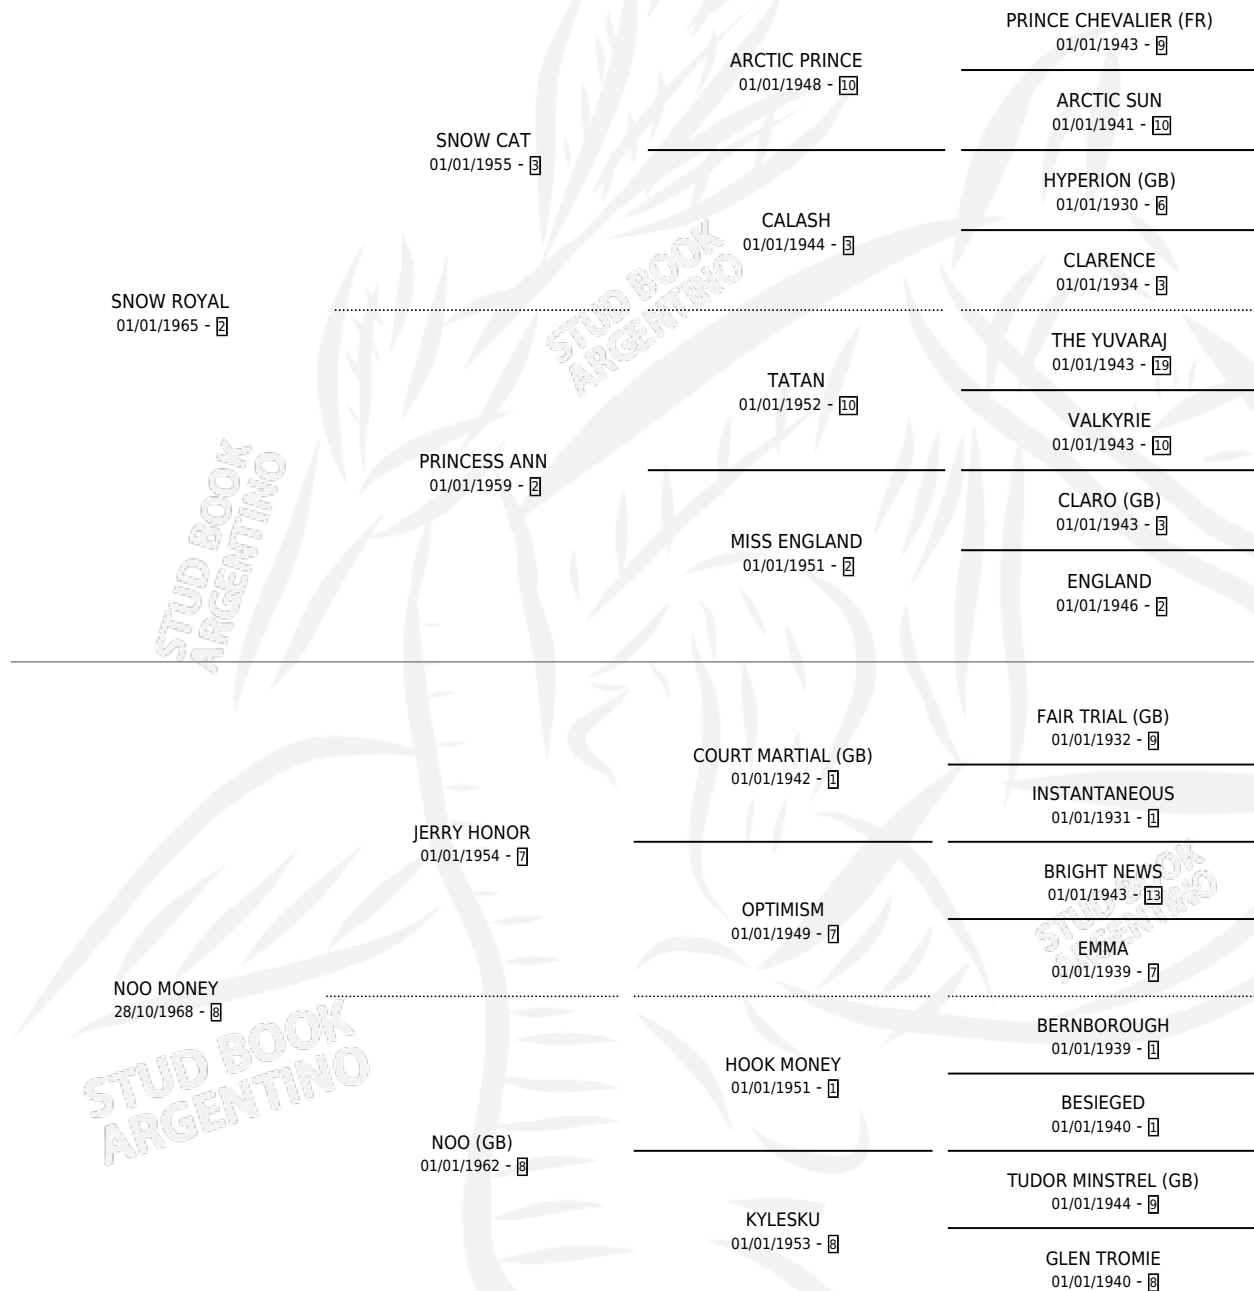 PRINCE CHEVALIER (FR)
01/01/1943 - 9
ARCTIC PRINCE
01/01/1948 - 10
ARCTIC SUN
01/01/1941 - 10
SNOW CAT
01/01/1955 - 3
HYPERION (GB)
01/01/1930 - 6
CALASH
01/01/1944 - 3
CLARENCE
01/01/1934 - 3
SNOW ROYAL
01/01/1965 - 2
THE YUVARAJ
01/01/1943 - 19
TATAN
01/01/1952 - 10
VALKYRIE
01/01/1943 - 10
PRINCESS ANN
01/01/1959 - 2
CLARO (GB)
01/01/1943 - 3
MISS ENGLAND
01/01/1951 - 2
ENGLAND
01/01/1946 - 2
FAIR TRIAL (GB)
01/01/1932 - 9
COURT MARTIAL (GB)
01/01/1942 - 1
INSTANTANEOUS
01/01/1931 - 1
JERRY HONOR
01/01/1954 - 7
BRIGHT NEWS
01/01/1943 - 13
OPTIMISM
01/01/1949 - 7
EMMA
01/01/1939 - 7
NOO MONEY
28/10/1968 - 8
BERNBOROUGH
01/01/1939 - 1
HOOK MONEY
01/01/1951 - 1
BESIEGED
01/01/1940 - 1
NOO (GB)
01/01/1962 - 8
TUDOR MINSTREL (GB)
01/01/1944 - 9
KYLESKU
01/01/1953 - 8
GLEN TROMIE
01/01/1940 - 8
STUD BOOK
ARGENTINO
STUD BOOK
ARGENTINO
STUD BOOK
ARGENTINO
STUD BOOK
ARGENTINO